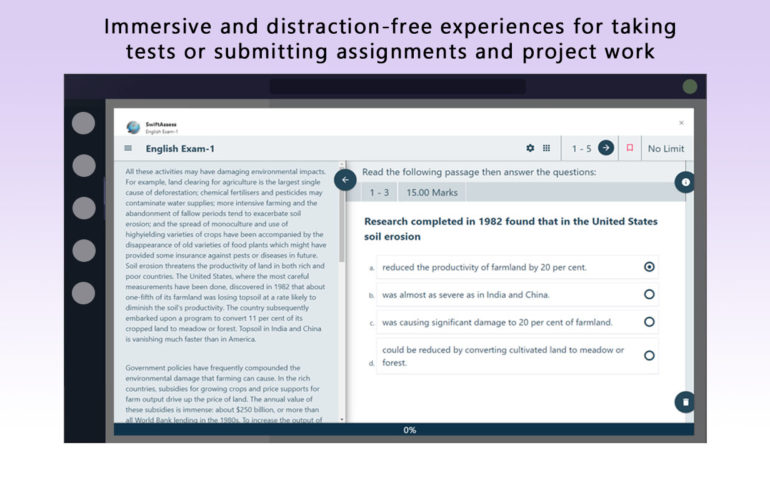 Immersive and distraction-free experiences for taking
tests or submitting assignments and project work
SwiftAssess
English Exam-1
English Exam-1
1 - 5
No Limit
All these activities may have damaging environmental impacts.
For example, land clearing for agriculture is the largest single
cause of deforestation; chemical fertilisers and pesticides may
contaminate water supplies; more intensive farming and the
abandonment of fallow periods tend to exacerbate soil
erosion; and the spread of monoculture and use of
highyielding varieties of crops have been accompanied by the
disappearance of old varieties of food plants which might have
provided some insurance against pests or diseases in future.
Soil erosion threatens the productivity of land in both rich and
poor countries. The United States, where the most careful
measurements have been done, discovered in 1982 that about
one-fifth of its farmland was losing topsoil at a rate likely to
diminish the soil's productivity. The country subsequently
embarked upon a program to convert 11 per cent of its
cropped land to meadow or forest. Topsoil in India and China
is vanishing much faster than in America.
Government policies have frequently compounded the
environmental damage that farming can cause. In the rich
countries, subsidies for growing crops and price supports for
farm output drive up the price of land. The annual value of
these subsidies is immense: about $250 billion, or more than
all World Bank lending in the 1980s. To increase the output of
Read the following passage then answer the questions:
1 - 3
15.00 Marks
Research completed in 1982 found that in the United States
soil erosion
a. reduced the productivity of farmland by 20 per cent.
b. was almost as severe as in India and China.
c. was causing significant damage to 20 per cent of farmland.
could be reduced by converting cultivated land to meadow or
d. forest.
0%